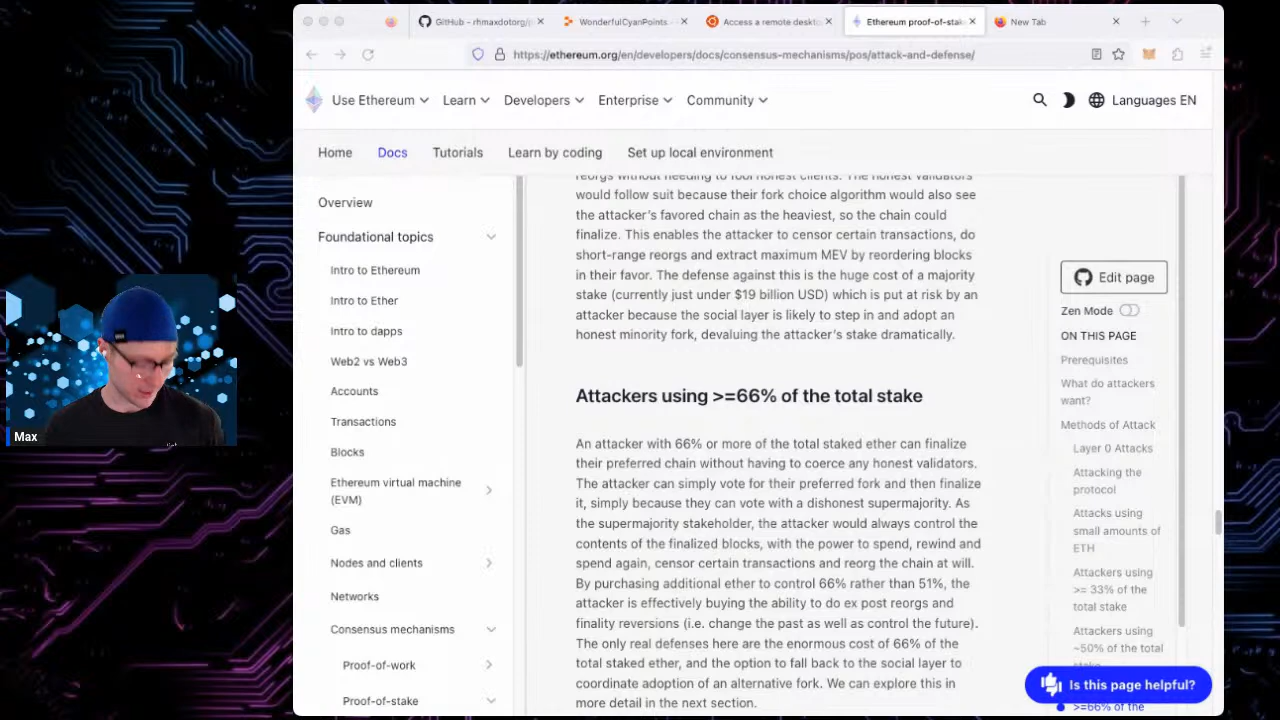 GitHub - rhmaxdotorg/
WonderfulCyanPoints.
Access a remote deskto
Ethereum proof-of-stak
New Tab
https://ethereum.org/en/developers/docs/consensus-mechanisms/pos/attack-and-defense/
Use Ethereum
Learn
Developers
Enterprise
Community
Languages EN
Home
Docs
Tutorials
Learn by coding
Set up local environment
Overview
Foundational topics
Intro to Ethereum
Intro to Ether
Intro to dapps
Web2 vs Web3
Accounts
Transactions
Blocks
Ethereum virtual machine
(EVM)
Gas
Nodes and clients
Networks
Consensus mechanisms
Proof-of-work
Proof-of-stake
reorgs without needing to fool honest clients. The honest validators
would follow suit because their fork choice algorithm would also see
the attacker's favored chain as the heaviest, so the chain could
finalize. This enables the attacker to censor certain transactions, do
short-range reorgs and extract maximum MEV by reordering blocks
in their favor. The defense against this is the huge cost of a majority
stake (currently just under $19 billion USD) which is put at risk by an
attacker because the social layer is likely to step in and adopt an
honest minority fork, devaluing the attacker's stake dramatically.
Attackers using >=66% of the total stake
An attacker with 66% or more of the total staked ether can finalize
their preferred chain without having to coerce any honest validators.
The attacker can simply vote for their preferred fork and then finalize
it, simply because they can vote with a dishonest supermajority. As
the supermajority stakeholder, the attacker would always control the
contents of the finalized blocks, with the power to spend, rewind and
spend again, censor certain transactions and reorg the chain at will.
By purchasing additional ether to control 66% rather than 51%, the
attacker is effectively buying the ability to do ex post reorgs and
finality reversions (i.e. change the past as well as control the future).
The only real defenses here are the enormous cost of 66% of the
total staked ether, and the option to fall back to the social layer to
coordinate adoption of an alternative fork. We can explore this in
more detail in the next section.
Edit page
Zen Mode
ON THIS PAGE
Prerequisites
What do attackers
want?
Methods of Attack
Layer 0 Attacks
Attacking the
protocol
Attacks using
small amounts of
ETH
Attackers using
>= 33% of the
total stake
Attackers using
~50% of the total
stake
Is this page helpful?
>=66% of the
Max